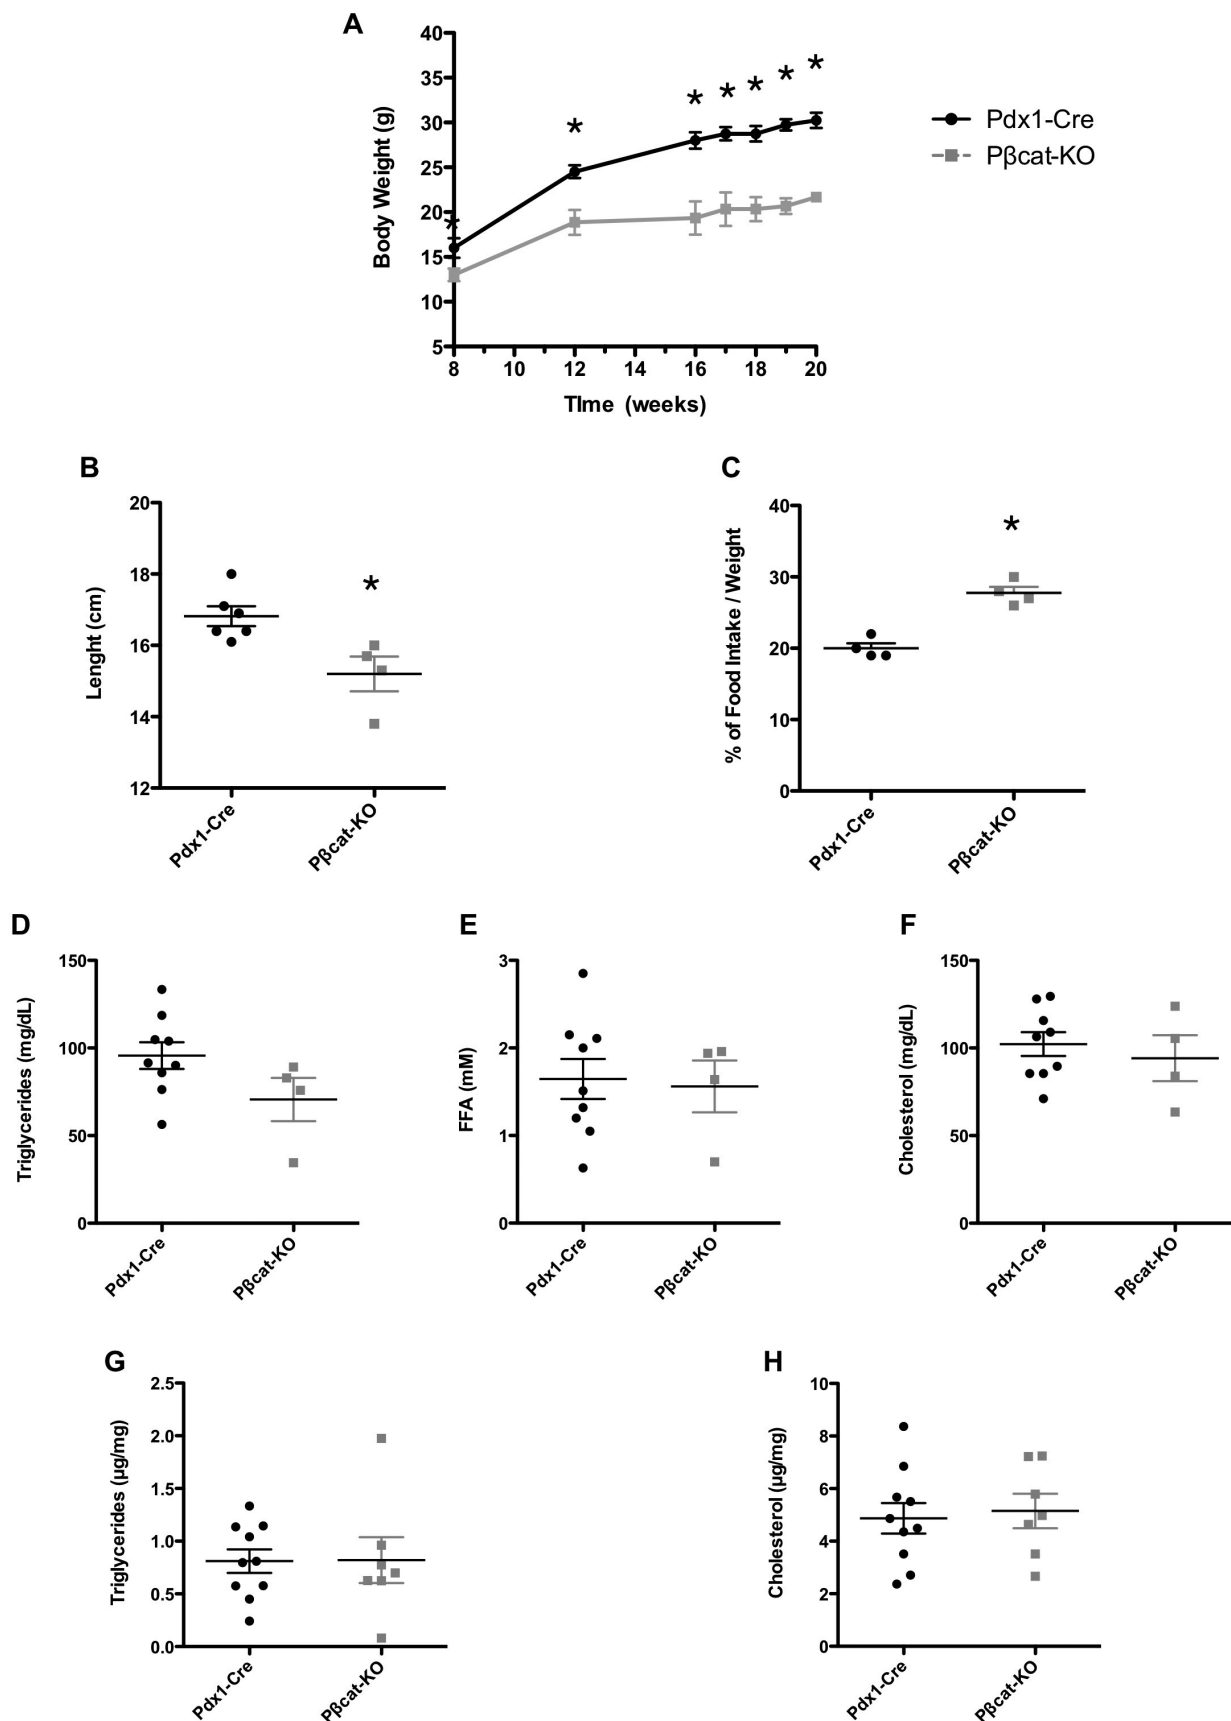 A
40
35
30
25
20
15
10
5
Body Weight (g)
*
*
*
*
*
*
*
8 10 12 14 16 18 20
TIme (weeks)
Pdx1-Cre
Pβcat-KO
B
20
18
16
14
12
Lenght (cm)
*
Pdx1-Cre
Pβcat-KO
C
40
30
20
10
0
% of Food Intake / Weight
*
Pdx1-Cre
Pβcat-KO
D
150
100
50
0
Triglycerides (mg/dL)
Pdx1-Cre
Pβcat-KO
E
3
2
1
0
FFA (mM)
Pdx1-Cre
Pβcat-KO
F
150
100
50
0
Cholesterol (mg/dL)
Pdx1-Cre
Pβcat-KO
G
2.5
2.0
1.5
1.0
0.5
0.0
Triglycerides (µg/mg)
Pdx1-Cre
Pβcat-KO
H
10
8
6
4
2
0
Cholesterol (µg/mg)
Pdx1-Cre
Pβcat-KO